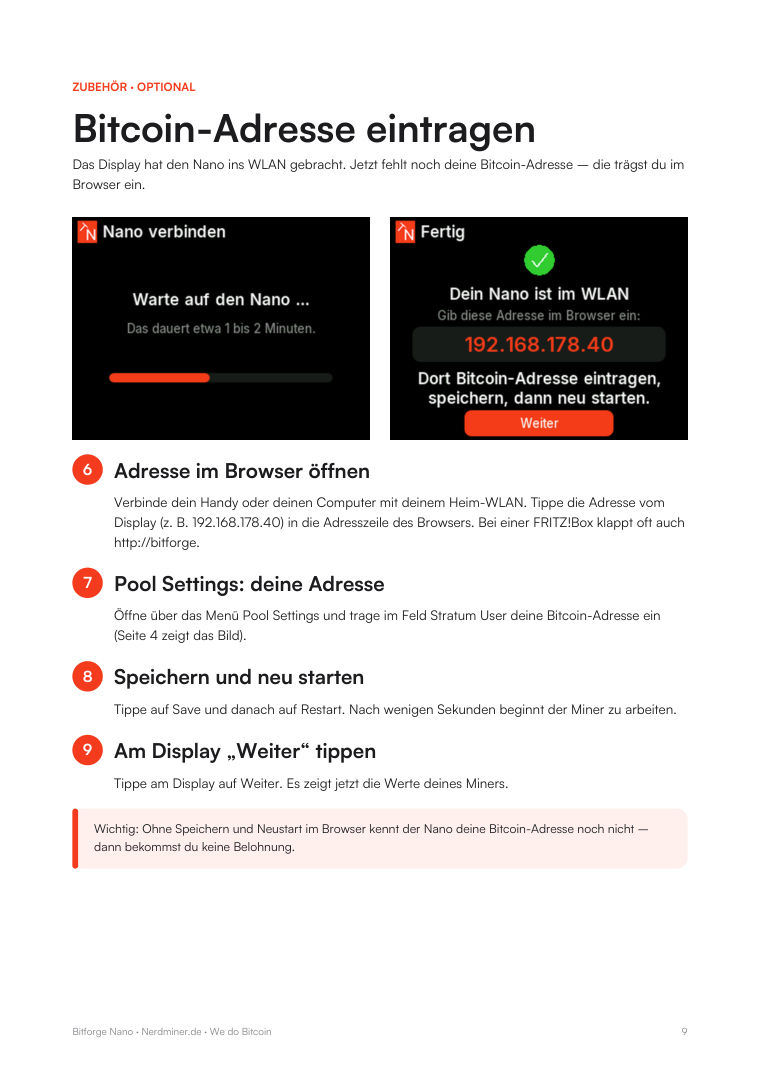 ZUBEHÖR · OPTIONAL
Bitcoin-Adresse eintragen
Das Display hat den Nano ins WLAN gebracht. Jetzt fehlt noch deine Bitcoin-Adresse — die trägst du im
Browser ein.
N Nano verbinden
Warte auf den Nano ...
Das dauert etwa 1 bis 2 Minuten.
N Fertig
Dein Nano ist im WLAN
Gib diese Adresse im Browser ein:
192.168.178.40
Dort Bitcoin-Adresse eintragen,
speichern, dann neu starten.
Weiter
6 Adresse im Browser öffnen
Verbinde dein Handy oder deinen Computer mit deinem Heim-WLAN. Tippe die Adresse vom
Display (z. B. 192.168.178.40) in die Adresszeile des Browsers. Bei einer FRITZ!Box klappt oft auch
http://bitforge.
7 Pool Settings: deine Adresse
Öffne über das Menü Pool Settings und trage im Feld Stratum User deine Bitcoin-Adresse ein
(Seite 4 zeigt das Bild).
8 Speichern und neu starten
Tippe auf Save und danach auf Restart. Nach wenigen Sekunden beginnt der Miner zu arbeiten.
9 Am Display „Weiter“ tippen
Tippe am Display auf Weiter. Es zeigt jetzt die Werte deines Miners.
Wichtig: Ohne Speichern und Neustart im Browser kennt der Nano deine Bitcoin-Adresse noch nicht —
dann bekommst du keine Belohnung.
Bitforge Nano · Nerdminer.de · We do Bitcoin 9